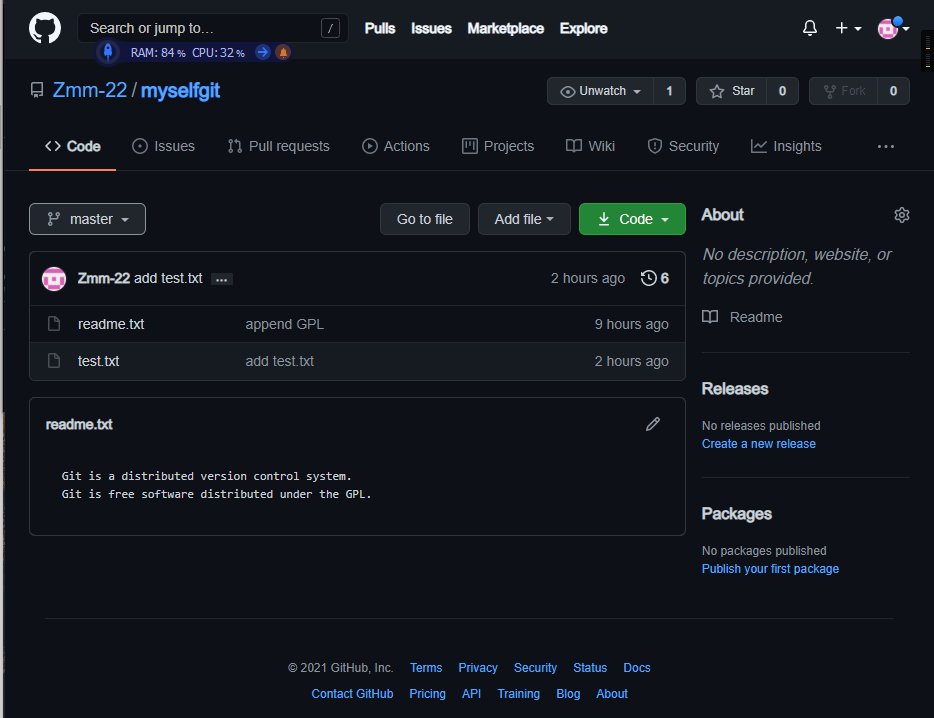 Search or jump to… / Pulls Issues Marketplace Explore
RAM: 84 % CPU: 32 %
Zmm-22 / myselfgit Unwatch 1 Star 0 Fork 0
Code Issues Pull requests Actions Projects Wiki Security Insights ...
master Go to file Add file Code
About
No description, website, or
topics provided.
Readme
Zmm-22 add test.txt ... 2 hours ago 6
readme.txt append GPL 9 hours ago
test.txt add test.txt 2 hours ago
Releases
No releases published
Create a new release
readme.txt
Git is a distributed version control system.
Git is free software distributed under the GPL.
Packages
No packages published
Publish your first package
© 2021 GitHub, Inc. Terms Privacy Security Status Docs
Contact GitHub Pricing API Training Blog About